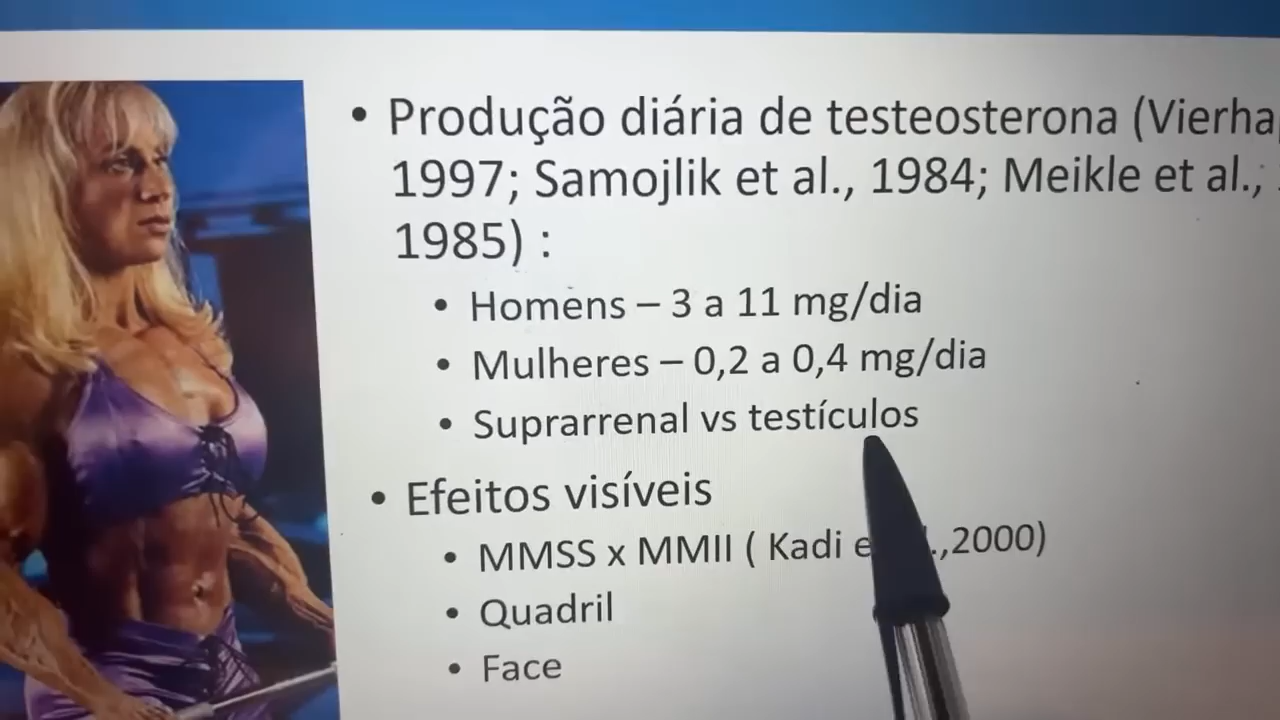 • Produção diária de testeosterona (Vierha
1997; Samojlik et al., 1984; Meikle et al.,
1985) :
• Homens – 3 a 11 mg/dia
• Mulheres – 0,2 a 0,4 mg/dia
• Suprarrenal vs testículos
• Efeitos visíveis
• MMSS x MMII ( Kadi e .,2000)
• Quadril
• Face